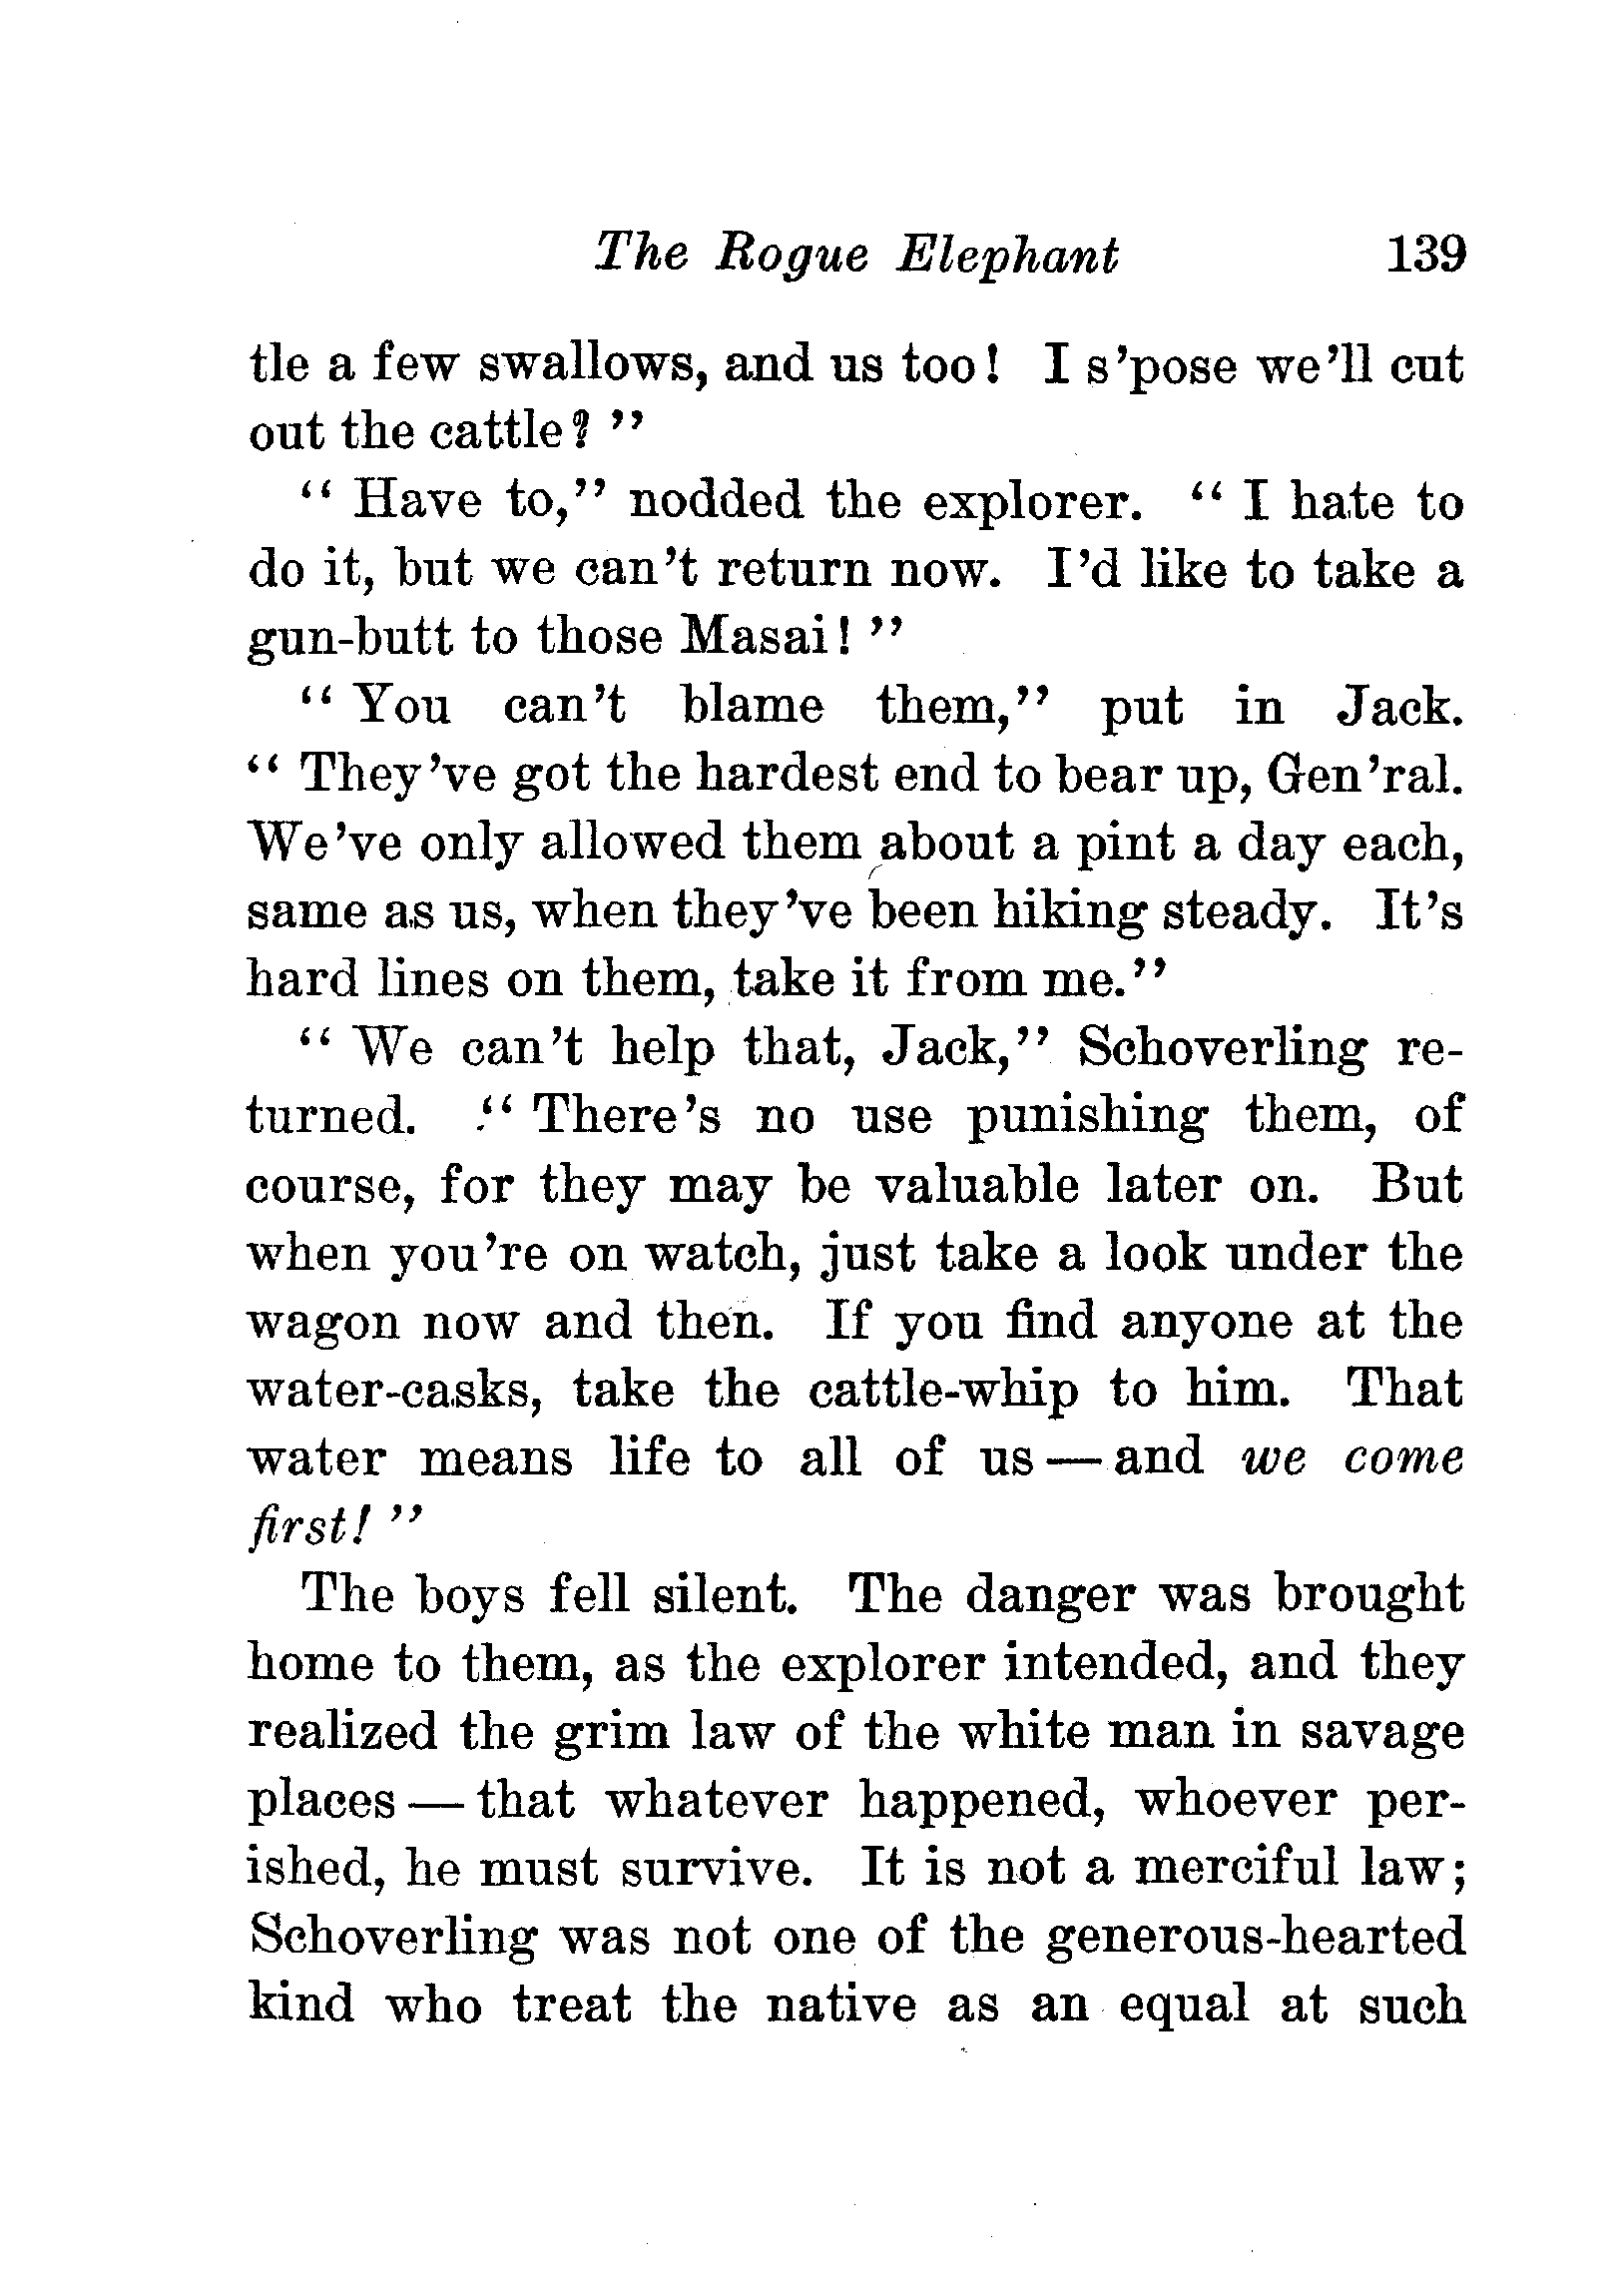 The Rogue Elephant 139
tle a few swallows, and us too! I s'pose we'll cut
out the cattle? "
" Have to," nodded the explorer. " I hate to
do it, but we can't return now. I'd like to take a
gun-butt to those Masai! "
" You can't blame them," put in Jack.
" They've got the hardest end to bear up, Gen'ral.
We've only allowed them about a pint a day each,
same as us, when they've been hiking steady. It's
hard lines on them, take it from me."
" We can't help that, Jack," Schoverling re-
turned. " There's no use punishing them, of
course, for they may be valuable later on. But
when you're on watch, just take a look under the
wagon now and then. If you find anyone at the
water-casks, take the cattle-whip to him. That
water means life to all of us — and we come
first! "
The boys fell silent. The danger was brought
home to them, as the explorer intended, and they
realized the grim law of the white man in savage
places — that whatever happened, whoever per-
ished, he must survive. It is not a merciful law;
Schoverling was not one of the generous-hearted
kind who treat the native as an equal at such